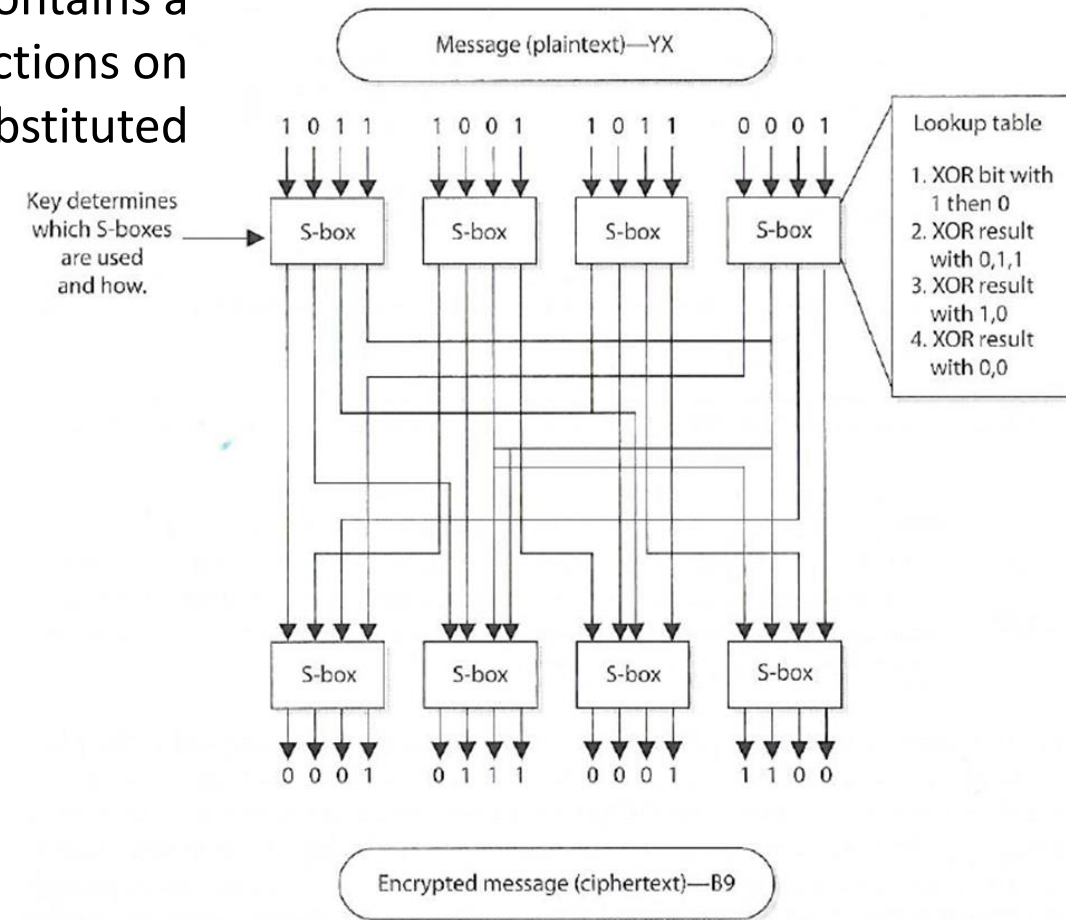 ontains a
ctions on
bstituted
Message (plaintext)—YX
1 0 1 1 1 0 0 1 1 0 1 1 0 0 0 1
Lookup table
1. XOR bit with
1 then 0
2. XOR result
with 0,1,1
3. XOR result
with 1,0
4. XOR result
with 0,0
Key determines
which S-boxes
are used
and how.
S-box S-box S-box S-box
S-box S-box S-box S-box
0 0 0 1 0 1 1 1 0 0 0 1 1 1 0 0
Encrypted message (ciphertext)—B9